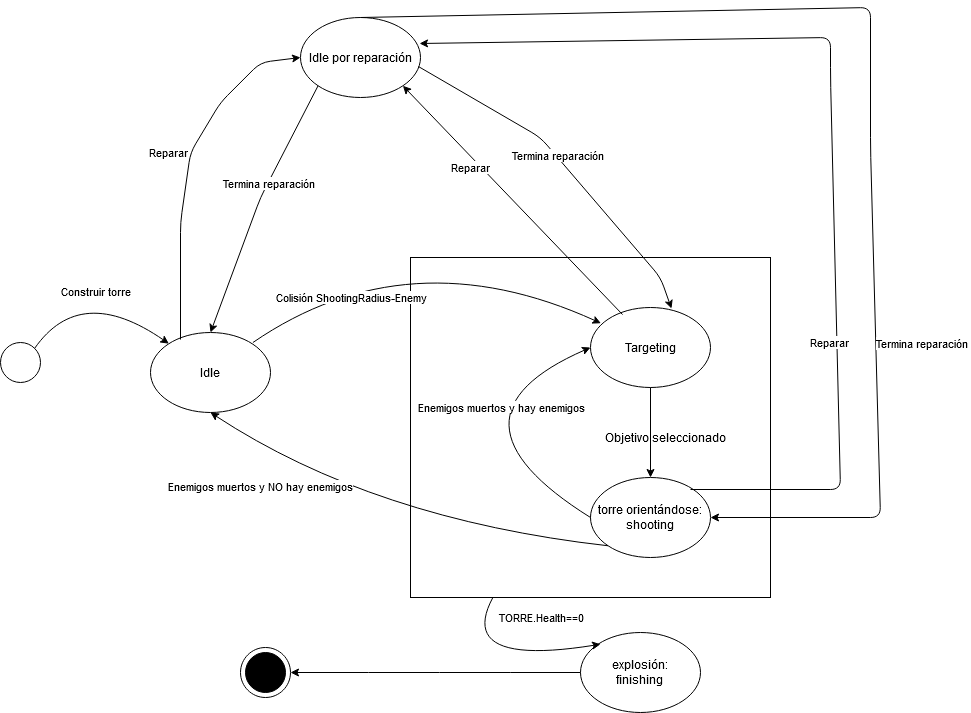 Idle por reparación
Reparar
Termina reparación
Reparar
Termina reparación
Construir torre
Colisión ShootingRadius-Enemy
Idle
Targeting
Reparar
Termina reparación
Enemigos muertos y hay enemigos
Objetivo seleccionado
Enemigos muertos y NO hay enemigos
torre orientándose:
shooting
TORRE.Health==0
explosión:
finishing